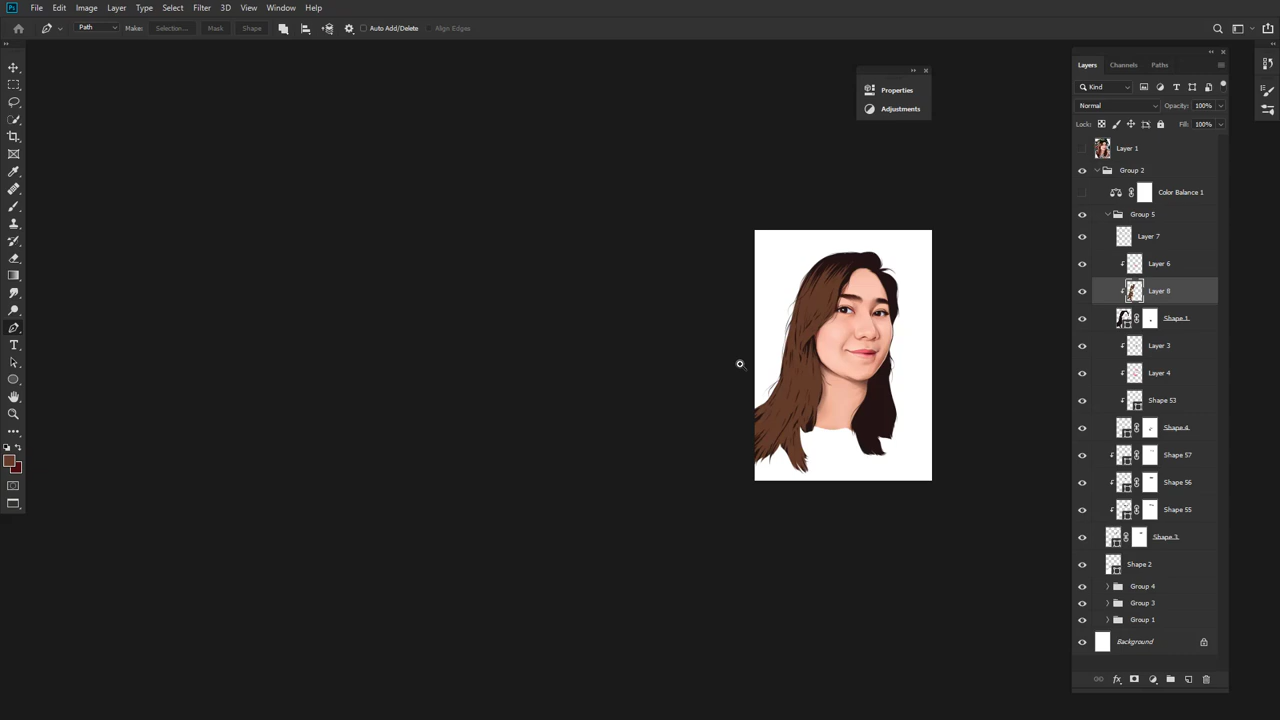 Ps File Edit Image Layer Type Select Filter 3D View Window Help
Path Make: Selection... Mask Shape Auto Add/Delete Align Edges
Properties
Adjustments
Layers Channels Paths
Kind
Normal Opacity: 100%
Lock: Fill: 100%
Layer 1
Group 2
Color Balance 1
Group 5
Layer 7
Layer 6
Layer 8
Shape 1
Layer 3
Layer 4
Shape 53
Shape 4
Shape 57
Shape 56
Shape 55
Shape 3
Shape 2
Group 4
Group 3
Group 1
Background
fx